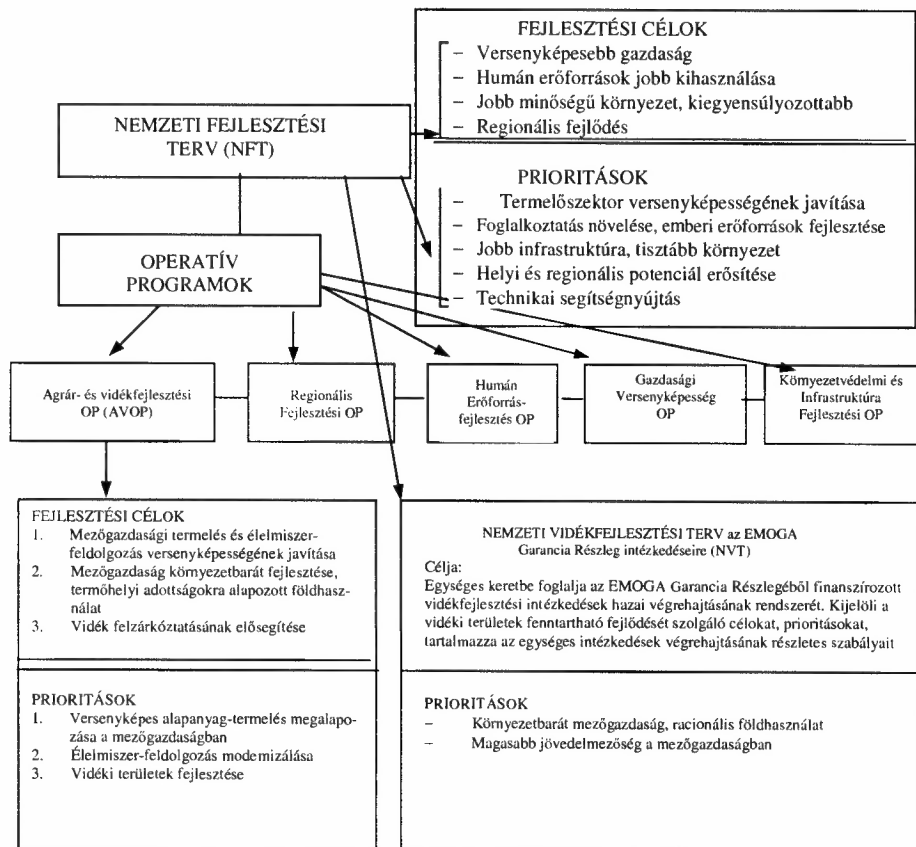 FEJLESZTÉSI CÉLOK
– Versenyképesebb gazdaság
– Humán erőforrások jobb kihasználása
– Jobb minőségű környezet, kiegyensúlyozottabb
– Regionális fejlődés
NEMZETI FEJLESZTÉSI
TERV (NFT)
PRIORITÁSOK
– Termelőszektor versenyképességének javítása
– Foglalkoztatás növelése, emberi erőforrások fejlesztése
– Jobb infrastruktúra, tisztább környezet
– Helyi és regionális potenciál erősítése
– Technikai segítségnyújtás
OPERATÍV
PROGRAMOK
Agrár- és vidékfejlesztési
OP (AVOP)
Regionális
Fejlesztési OP
Humán
Erőforrás-
fejlesztés OP
Gazdasági
Versenyképesség
OP
Környezetvédelmi és
Infrastruktúra
Fejlesztési OP
FEJLESZTÉSI CÉLOK
1. Mezőgazdasági termelés és élelmiszer-
feldolgozás versenyképességének javítása
2. Mezőgazdaság környezetbarát fejlesztése,
termőhelyi adottságokra alapozott földhasz-
nálat
3. Vidék felzárkóztatásának elősegítése
PRIORITÁSOK
1. Versenyképes alapanyag-termelés megalapo-
zása a mezőgazdaságban
2. Élelmiszer-feldolgozás modernizálása
3. Vidéki területek fejlesztése
NEMZETI VIDÉKFEJLESZTÉSI TERV az EMOGA
Garancia Részleg intézkedéseire (NVT)
Célja:
Egységes keretbe foglalja az EMOGA Garancia Részlegéből finanszírozott
vidékfejlesztési intézkedések hazai végrehajtásának rendszerét. Kijelöli a
vidéki területek fenntartható fejlődését szolgáló célokat, prioritásokat,
tartalmazza az egységes intézkedések végrehajtásának részletes szabályait
PRIORITÁSOK
– Környezetbarát mezőgazdaság, racionális földhasználat
– Magasabb jövedelmezőség a mezőgazdaságban